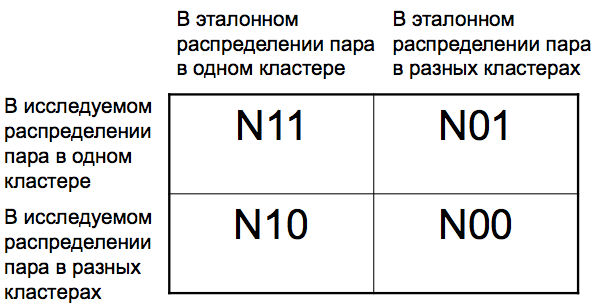 В эталонном
распределении пара
в одном кластере
В эталонном
распределении пара
в разных кластерах
В исследуемом
распределении
пара в одном
кластере
N11
N01
В исследуемом
распределении
пара в разных
кластерах
N10
N00